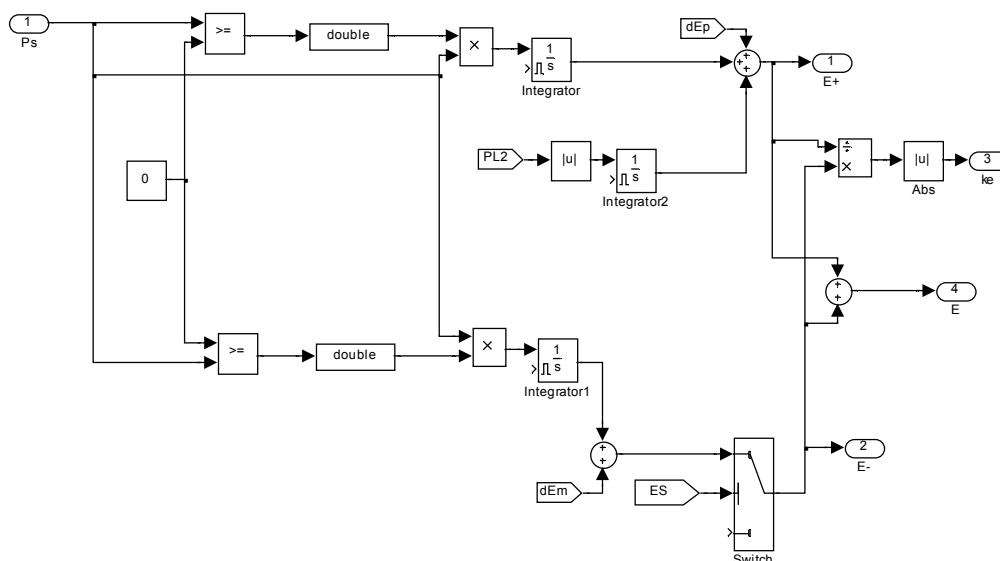 1
Ps
>=
double
×
1
s
Integrator
dEp
+
+
+
1
E+
PL2
|u|
1
s
Integrator2
÷
×
|u|
Abs
3
ke
0
+
+
4
E
>=
double
×
1
s
Integrator1
+
+
dEm
ES
2
E-
Switch